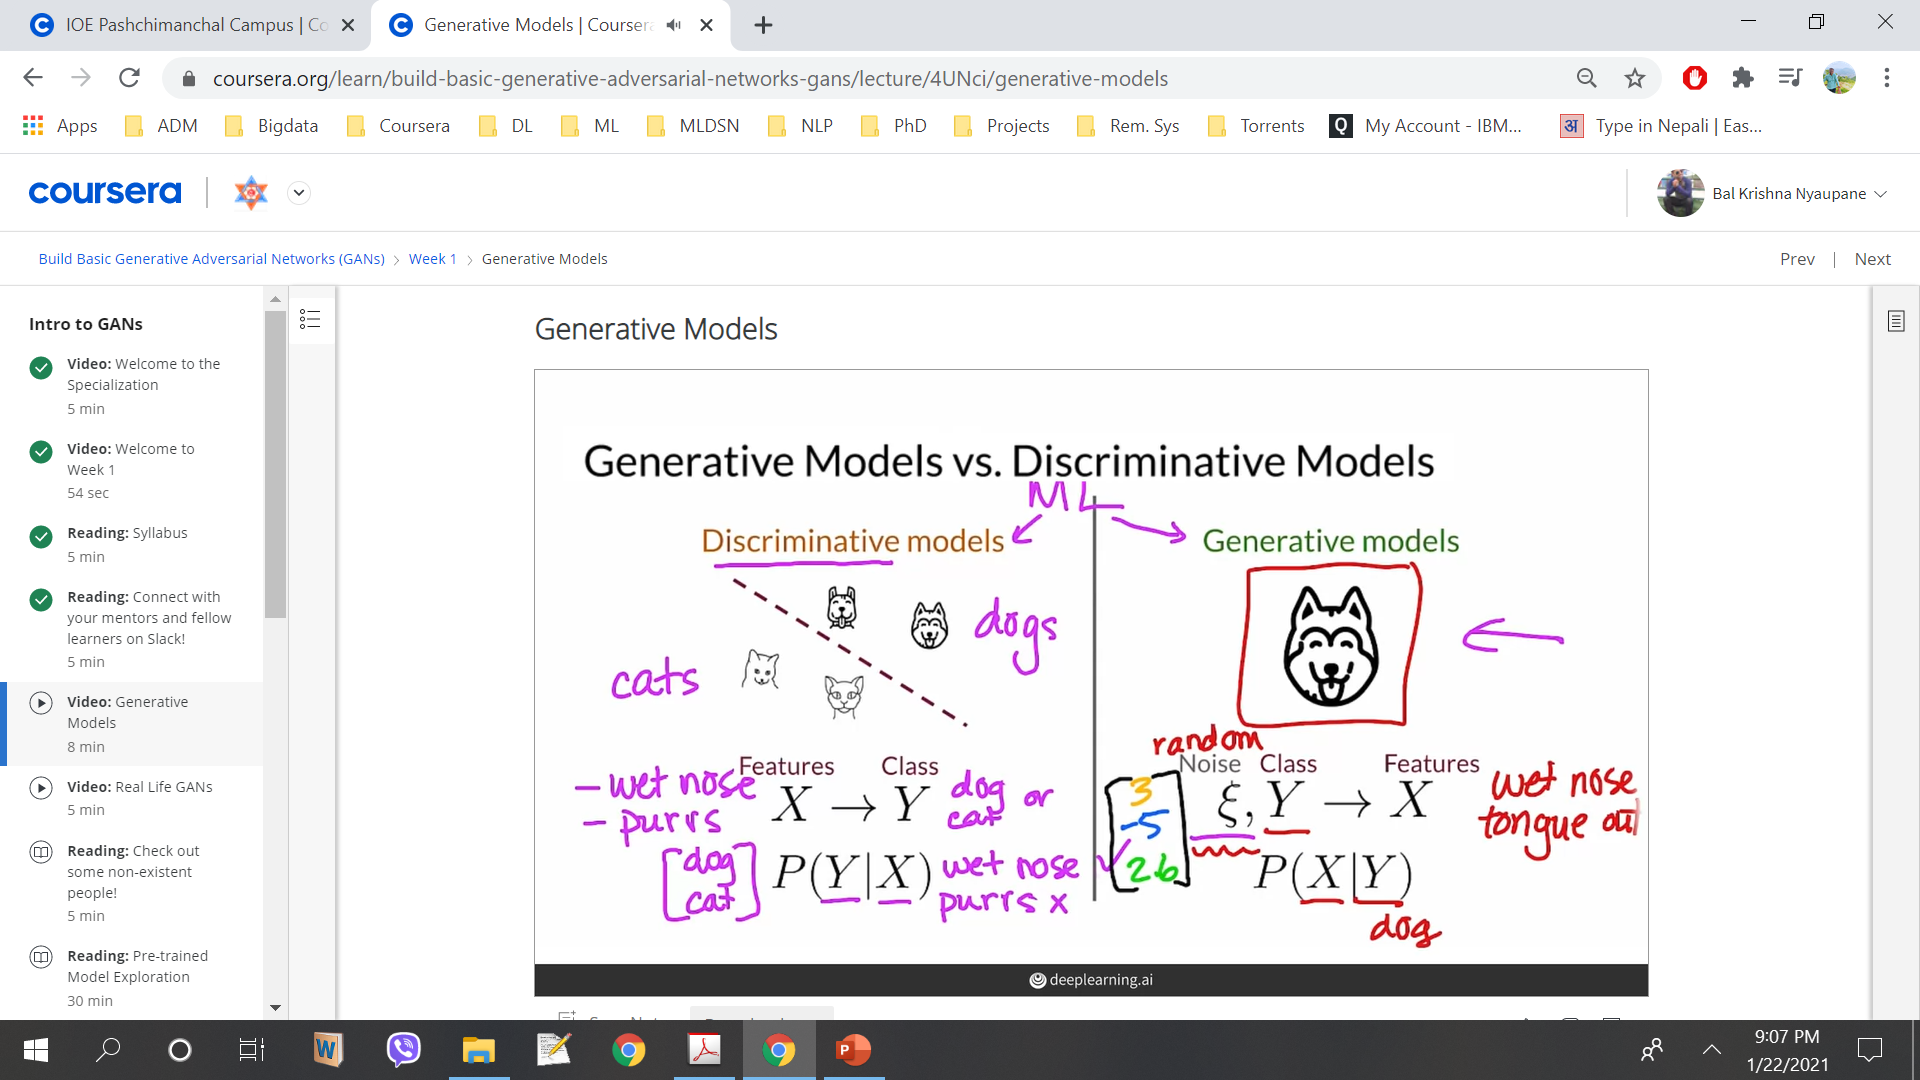 IOE Pashchimanchal Campus | Co
Generative Models | Coursera
coursera.org/learn/build-basic-generative-adversarial-networks-gans/lecture/4UNci/generative-models
Apps ADM Bigdata Coursera DL ML MLDSN NLP PhD Projects Rem. Sys Torrents Q My Account - IBM... अ Type in Nepali | Eas...
coursera
Bal Krishna Nyaupane
Build Basic Generative Adversarial Networks (GANs) > Week 1 > Generative Models
Prev | Next
Intro to GANs
Video: Welcome to the
Specialization
5 min
Video: Welcome to
Week 1
54 sec
Reading: Syllabus
5 min
Reading: Connect with
your mentors and fellow
learners on Slack!
5 min
Video: Generative
Models
8 min
Video: Real Life GANs
5 min
Reading: Check out
some non-existent
people!
5 min
Reading: Pre-trained
Model Exploration
30 min
Generative Models
Generative Models vs. Discriminative Models
ML
Discriminative models
dogs
cats
Features Class
- wet nose X → Y dog or
- purrs cat
[dog P(Y|X) wet nose ✓
cat] purrs x
Generative models
random
Noise Class Features
3 ξ, Y → X wet nose
-5 tongue out
2.6 P(X|Y)
dog
deeplearning.ai
W
P
9:07 PM
1/22/2021